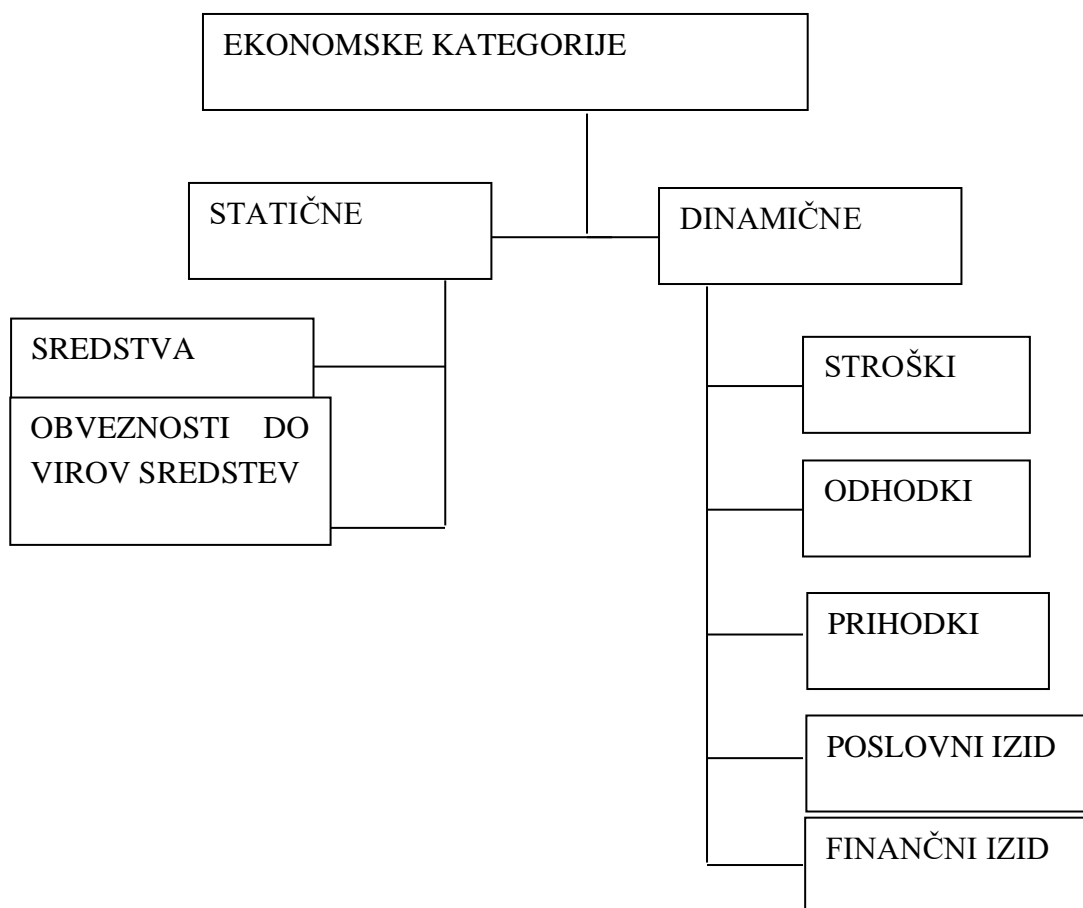 EKONOMSKE KATEGORIJE
STATIČNE
DINAMIČNE
SREDSTVA
OBVEZNOSTI DO
VIROV SREDSTEV
STROŠKI
ODHODKI
PRIHODKI
POSLOVNI IZID
FINANČNI IZID